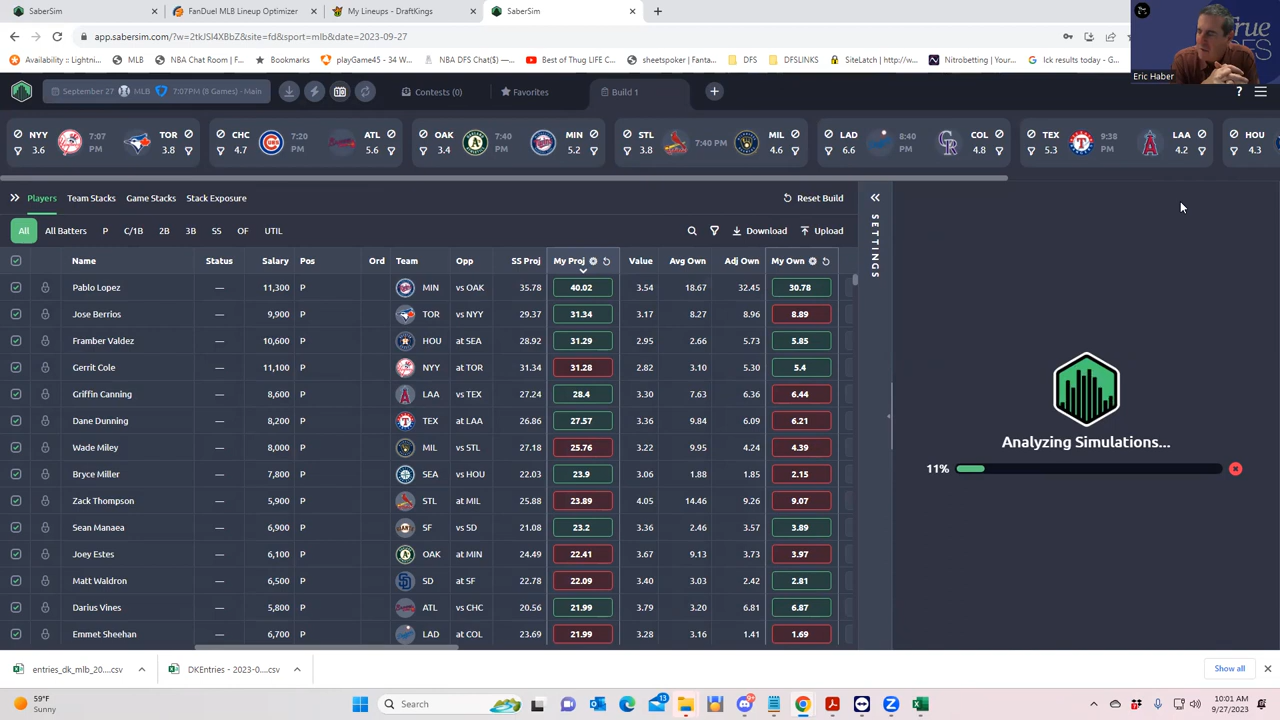 SaberSim
FanDuel MLB Lineup Optimizer
My Lineups - DraftKings
SaberSim
app.sabersim.com/?w=2tkJSl4XBbZ&site=fd&sport=mlb&date=2023-09-27
Availity :: Lightni... MLB NBA Chat Room | F... Bookmarks playGame45 - 34 W... NBA DFS Chat($) -... Best of Thug LIFE C... sheetspoker | Fanta... DFS DFSLINKS SiteLatch | http://w... Nitrobetting | Your... lck results today - G...
Eric Haber
September 27 MLB 7:07PM (8 Games) - Main Contests (0) Favorites Build 1
NYY 3.6 7:07 PM TOR 3.8
CHC 4.7 7:20 PM ATL 5.6
OAK 3.4 7:40 PM MIN 5.2
STL 3.8 7:40 PM MIL 4.6
LAD 6.6 8:40 PM COL 4.8
TEX 5.3 9:38 PM LAA 4.2
HOU 4.3
Players Team Stacks Game Stacks Stack Exposure Reset Build
All All Batters P C/1B 2B 3B SS OF UTIL Download Upload
SETTINGS
Name Status Salary Pos Ord Team Opp SS Proj My Proj Value Avg Own Adj Own My Own
Pablo Lopez — 11,300 P MIN vs OAK 35.78 40.02 3.54 18.67 32.45 30.78
Jose Berrios — 9,900 P TOR vs NYY 29.37 31.34 3.17 8.27 8.96 8.89
Framber Valdez — 10,600 P HOU at SEA 28.92 31.29 2.95 2.66 5.73 5.85
Gerrit Cole — 11,100 P NYY at TOR 31.34 31.28 2.82 3.10 5.30 5.4
Griffin Canning — 8,600 P LAA vs TEX 27.24 28.4 3.30 7.63 6.36 6.44
Dane Dunning — 8,200 P TEX at LAA 26.86 27.57 3.36 9.84 6.09 6.21
Wade Miley — 8,000 P MIL vs STL 27.18 25.76 3.22 9.95 4.24 4.39
Bryce Miller — 7,800 P SEA vs HOU 22.03 23.9 3.06 1.88 1.85 2.15
Zack Thompson — 5,900 P STL at MIL 25.88 23.89 4.05 14.46 9.26 9.07
Sean Manaea — 6,900 P SF vs SD 21.08 23.2 3.36 2.46 3.57 3.89
Joey Estes — 6,100 P OAK at MIN 24.49 22.41 3.67 9.13 3.73 3.97
Matt Waldron — 6,500 P SD at SF 22.78 22.09 3.40 3.03 2.42 2.81
Darius Vines — 5,800 P ATL vs CHC 20.56 21.99 3.79 3.20 6.81 6.87
Emmet Sheehan — 6,700 P LAD at COL 23.69 21.99 3.28 3.16 1.41 1.69
Analyzing Simulations...
11%
entries_dk_mlb_20....csv DKEntries - 2023-0....csv Show all
59°F
Sunny
Search
13
10:01 AM
9/27/2023